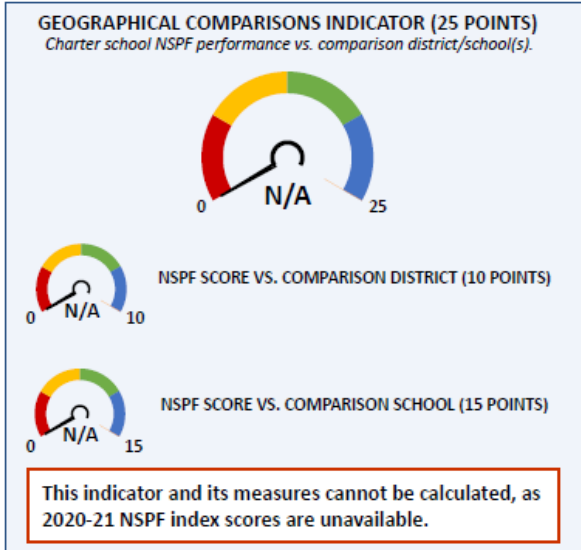 GEOGRAPHICAL COMPARISONS INDICATOR (25 POINTS)
Charter school NSPF performance vs. comparison district/school(s).
N/A
0
25
NSPF SCORE VS. COMPARISON DISTRICT (10 POINTS)
N/A
0
10
NSPF SCORE VS. COMPARISON SCHOOL (15 POINTS)
N/A
0
15
This indicator and its measures cannot be calculated, as
2020-21 NSPF index scores are unavailable.